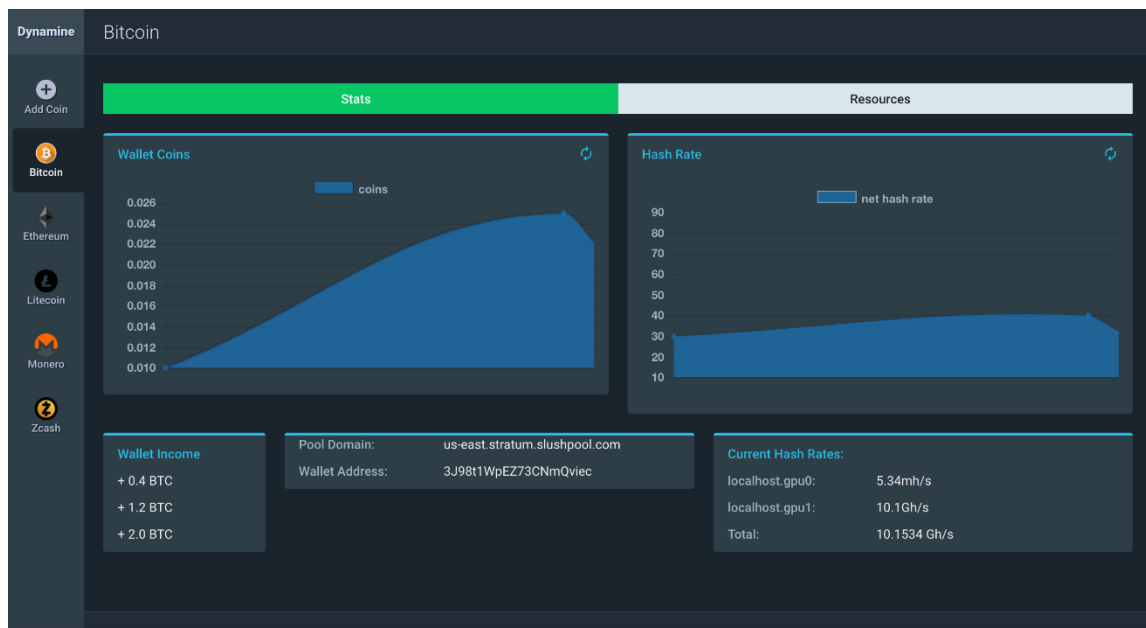 Dynamine
Bitcoin
Add Coin
Bitcoin
Ethereum
Litecoin
Monero
Zcash
Stats
Resources
Wallet Coins
coins
0.026
0.024
0.022
0.020
0.018
0.016
0.014
0.012
0.010
Hash Rate
net hash rate
90
80
70
60
50
40
30
20
10
Wallet Income
+ 0.4 BTC
+ 1.2 BTC
+ 2.0 BTC
Pool Domain: us-east.stratum.slushpool.com
Wallet Address: 3J98t1WpEZ73CNmQviec
Current Hash Rates:
localhost.gpu0: 5.34mh/s
localhost.gpu1: 10.1Gh/s
Total: 10.1534 Gh/s